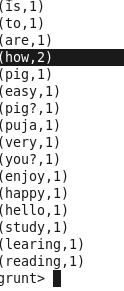 (is,1)
(to,1)
(are,1)
(how,2)
(pig,1)
(easy,1)
(pig?,1)
(puja,1)
(very,1)
(you?,1)
(enjoy,1)
(happy,1)
(hello,1)
(study,1)
(learing,1)
(reading,1)
grunt>